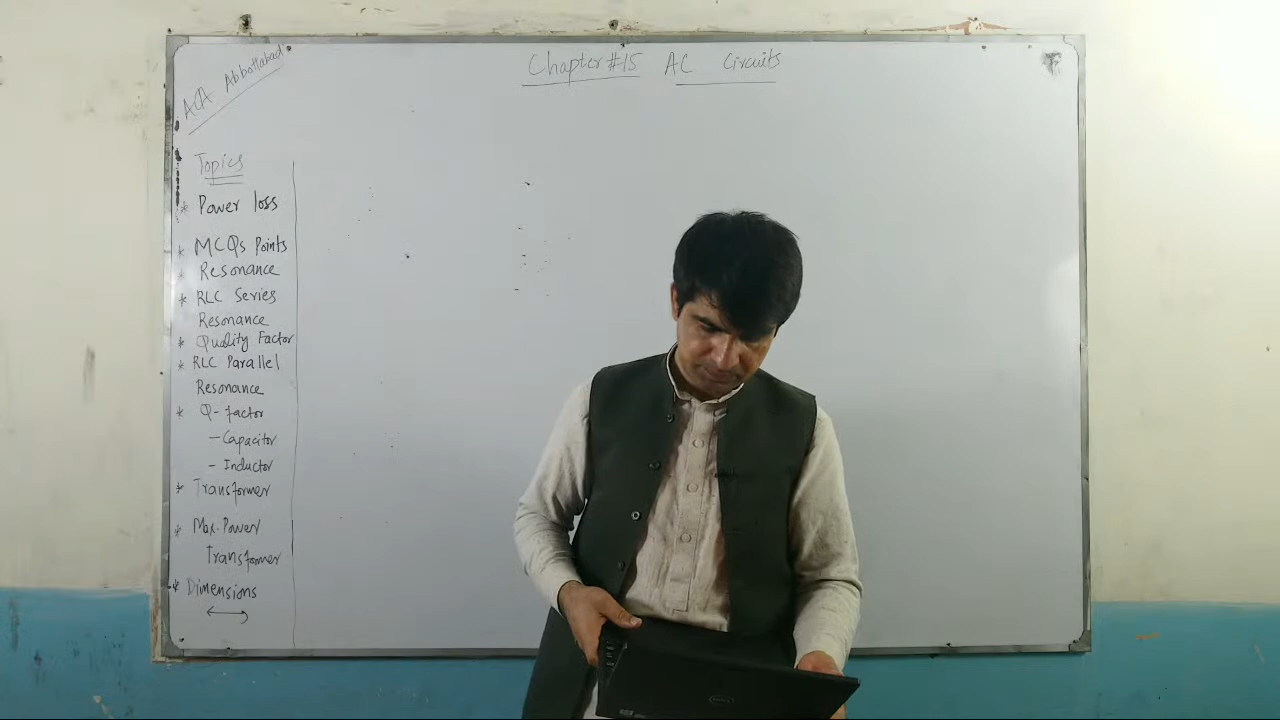 ACA Abbottabad
Chapter #15 AC Circuits
Topics
* Power loss
* MCQs Points
* Resonance
* RLC Series
Resonance
* Quality Factor
* RLC Parallel
Resonance
* Q-factor
- Capacitor
- Inductor
* Transformer
* Max. Power
Transformer
* Dimensions